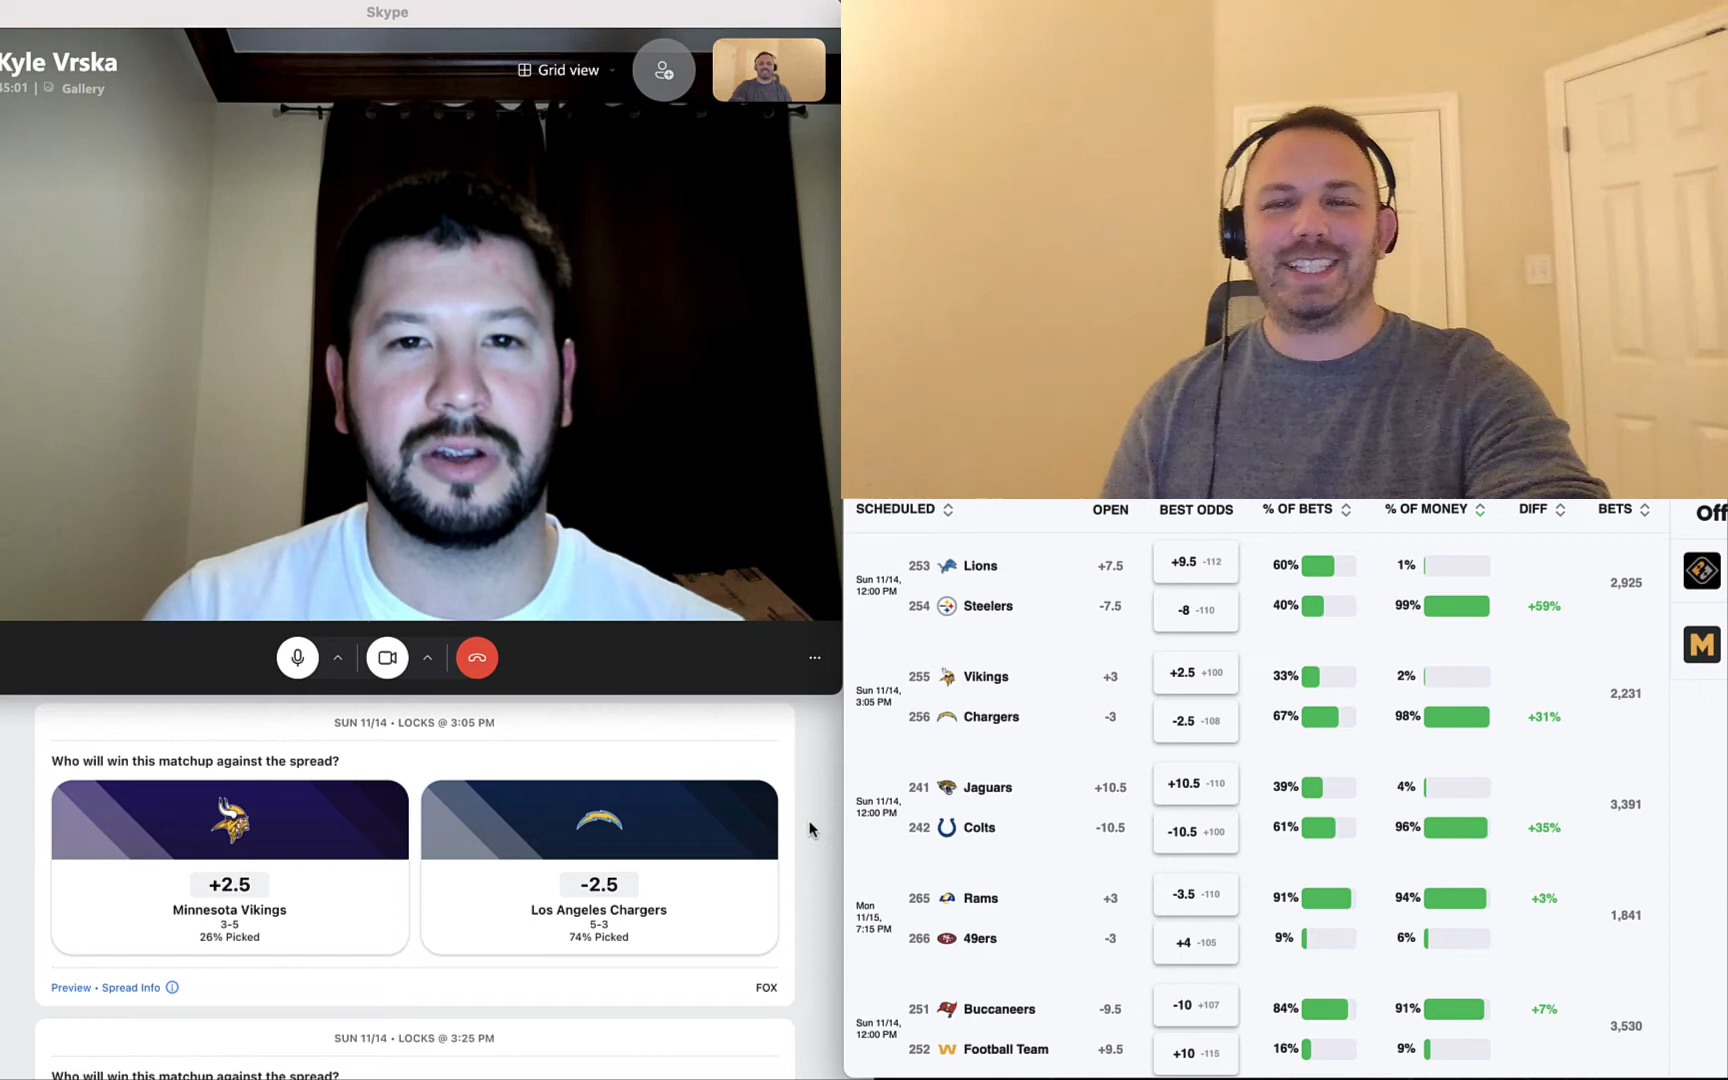 Skype
Kyle Vrska
45:01 | Gallery
Grid view
SUN 11/14 • LOCKS @ 3:05 PM
Who will win this matchup against the spread?
+2.5
Minnesota Vikings
3-5
26% Picked
-2.5
Los Angeles Chargers
5-3
74% Picked
Preview • Spread Info
FOX
SUN 11/14 • LOCKS @ 3:25 PM
Who will win this matchup against the spread?
SCHEDULED OPEN BEST ODDS % OF BETS % OF MONEY DIFF BETS
Off
Sun 11/14,
12:00 PM
253 Lions +7.5 +9.5 -112 60% 1%
254 Steelers -7.5 -8 -110 40% 99% +59%
2,925
Sun 11/14,
3:05 PM
255 Vikings +3 +2.5 +100 33% 2%
256 Chargers -3 -2.5 -108 67% 98% +31%
2,231
Sun 11/14,
12:00 PM
241 Jaguars +10.5 +10.5 -110 39% 4%
242 Colts -10.5 -10.5 +100 61% 96% +35%
3,391
Mon
11/15,
7:15 PM
265 Rams +3 -3.5 -110 91% 94% +3%
266 49ers -3 +4 -105 9% 6%
1,841
Sun 11/14,
12:00 PM
251 Buccaneers -9.5 -10 +107 84% 91% +7%
252 Football Team +9.5 +10 -115 16% 9%
3,530
M